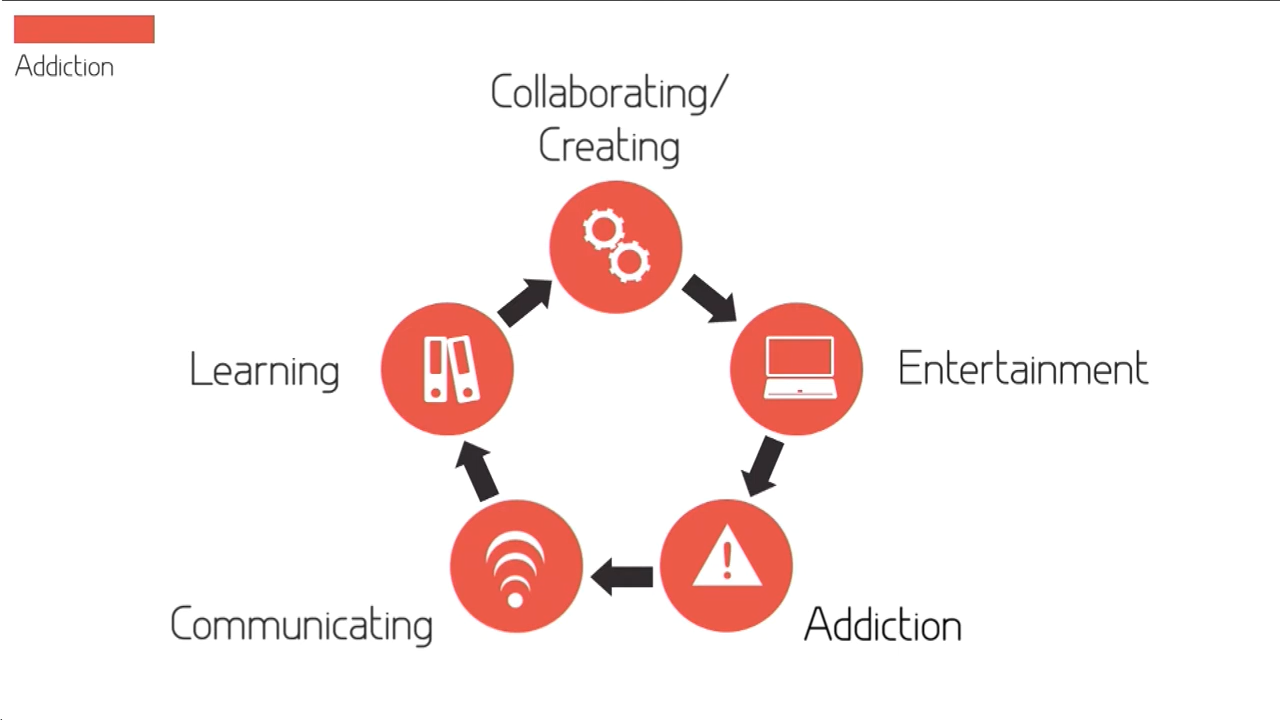 Addiction
Collaborating/
Creating
Learning
Entertainment
Communicating
Addiction